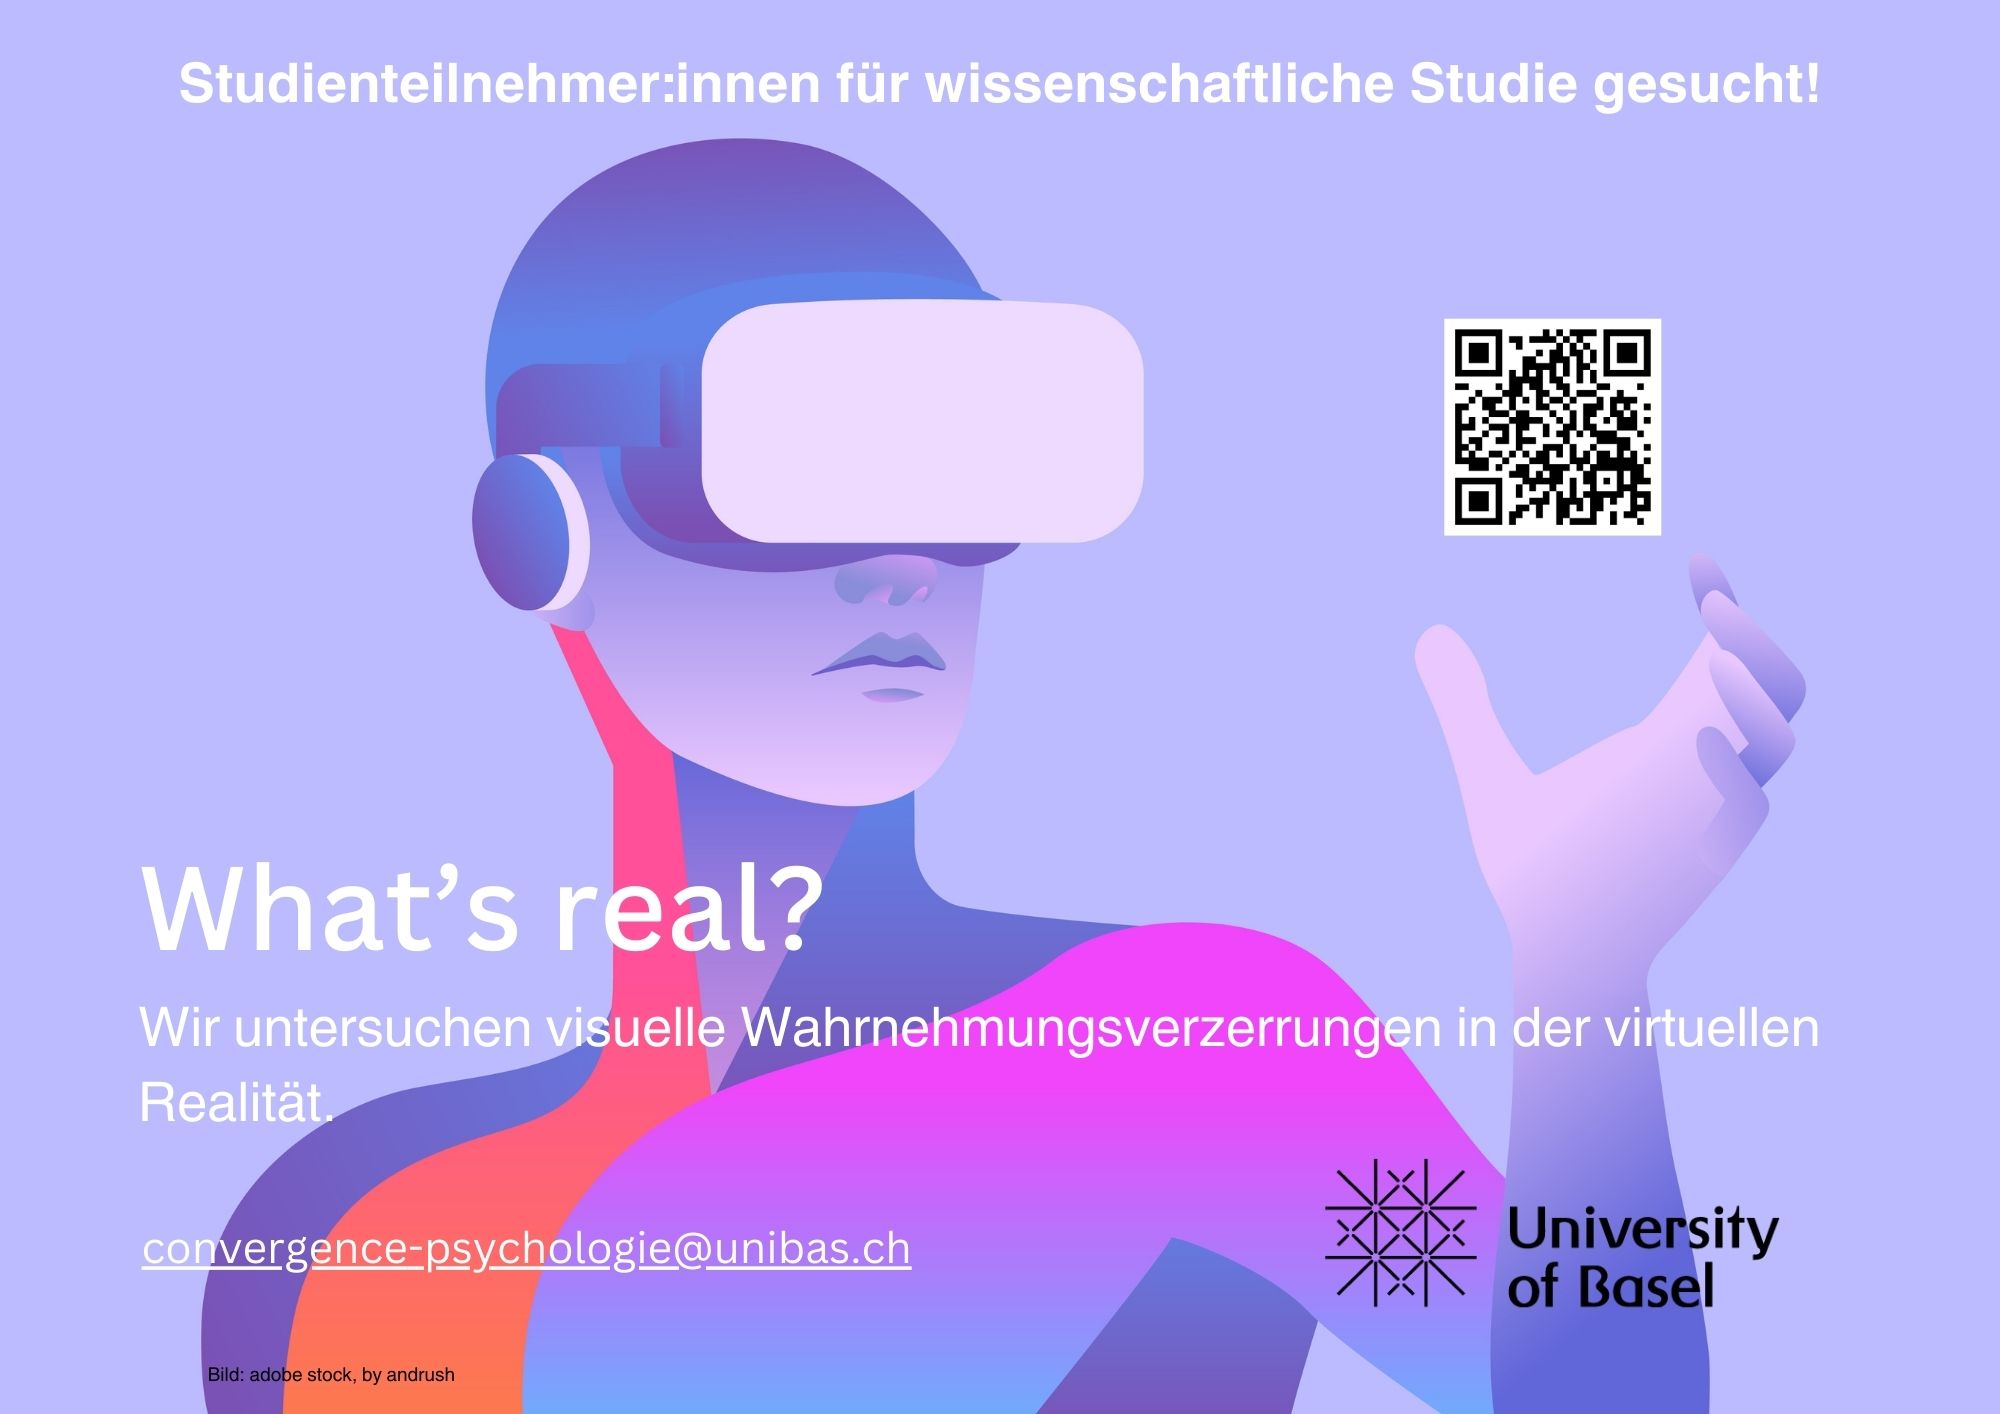 Studienteilnehmer:innen für wissenschaftliche Studie gesucht!
What’s real?
Wir untersuchen visuelle Wahrnehmungsverzerrungen in der virtuellen
Realität.
convergence-psychologie@unibas.ch
University
of Basel
Bild: adobe stock, by andrush